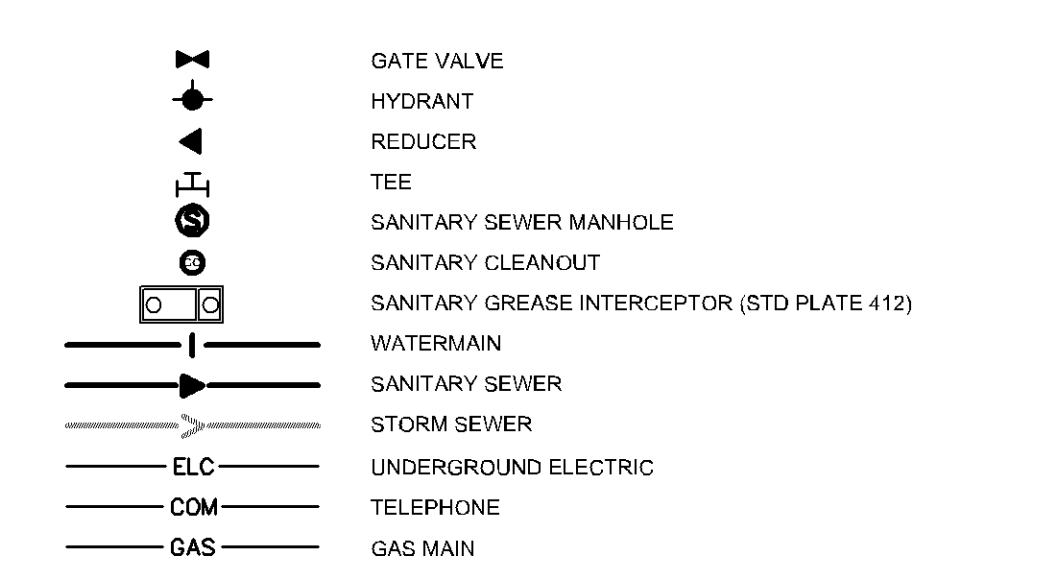 GATE VALVE
HYDRANT
REDUCER
TEE
S SANITARY SEWER MANHOLE
CO SANITARY CLEANOUT
SANITARY GREASE INTERCEPTOR (STD PLATE 412)
WATERMAIN
SANITARY SEWER
STORM SEWER
ELC UNDERGROUND ELECTRIC
COM TELEPHONE
GAS GAS MAIN